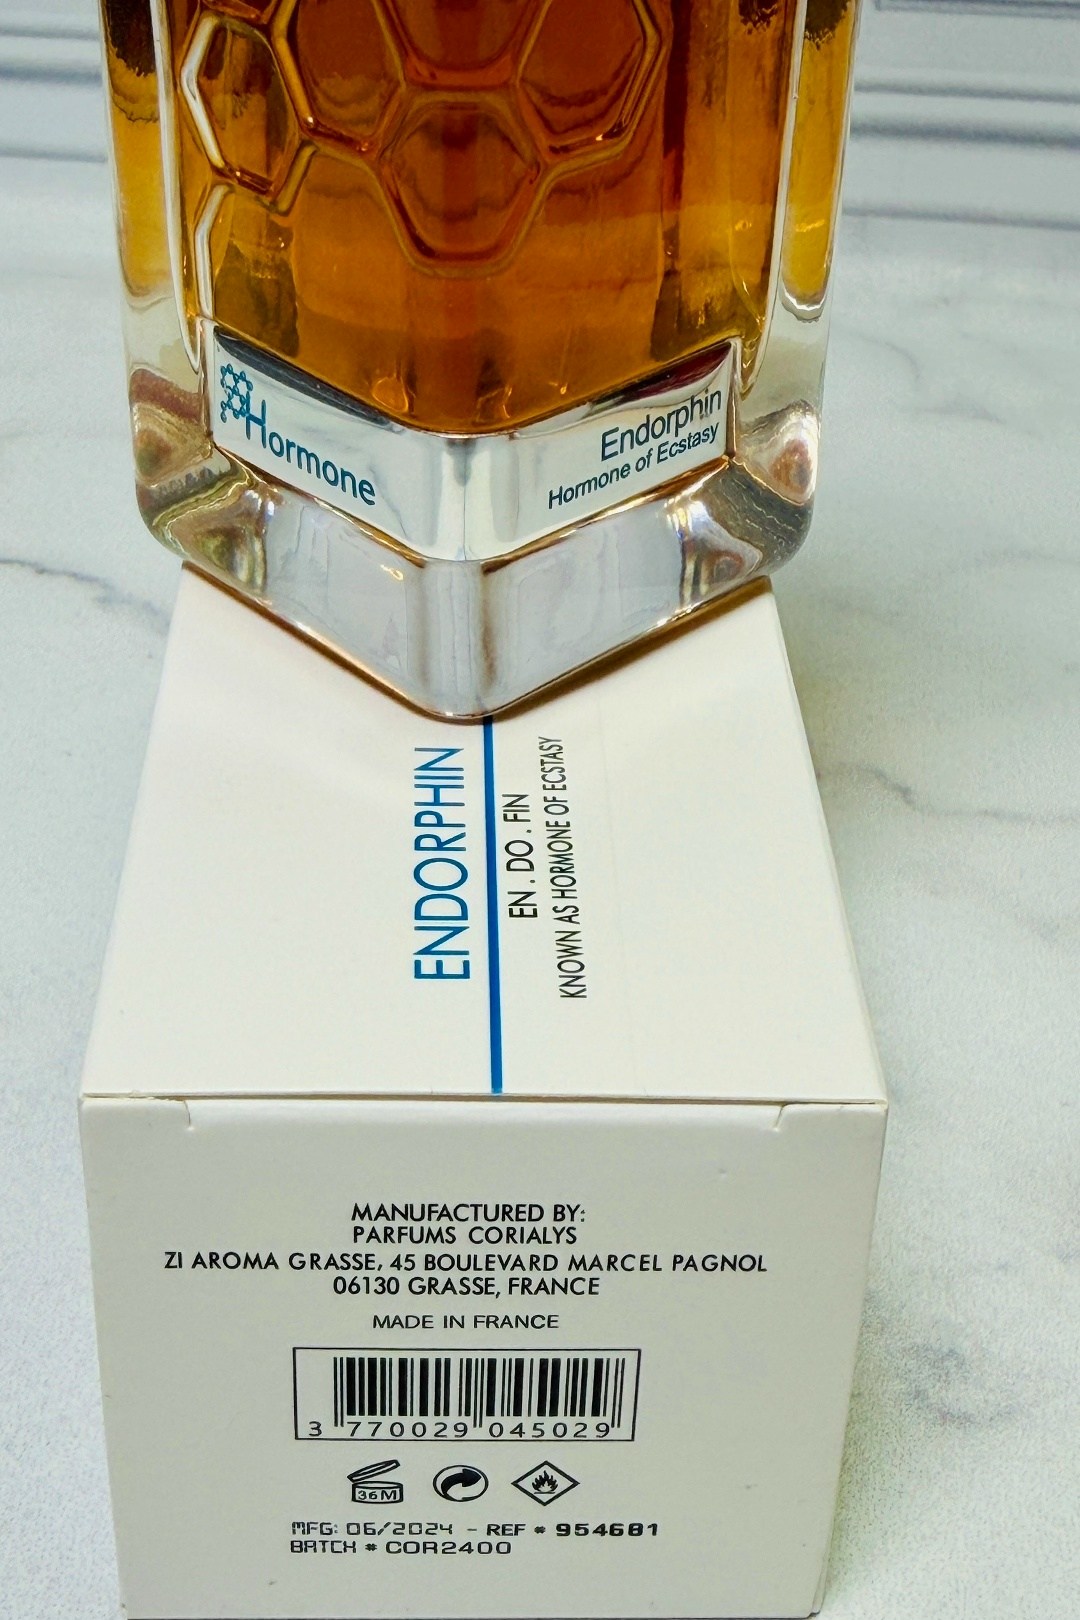 Hormone
Endorphin
Hormone of Ecstasy
ENDORPHIN
EN . DO . FIN
KNOWN AS HORMONE OF ECSTASY
MANUFACTURED BY:
PARFUMS CORIALYS
ZI AROMA GRASSE, 45 BOULEVARD MARCEL PAGNOL
06130 GRASSE, FRANCE
MADE IN FRANCE
3 770029 045029
36M
MFG: 06/2024 - REF # 954681
BATCH # COR2400